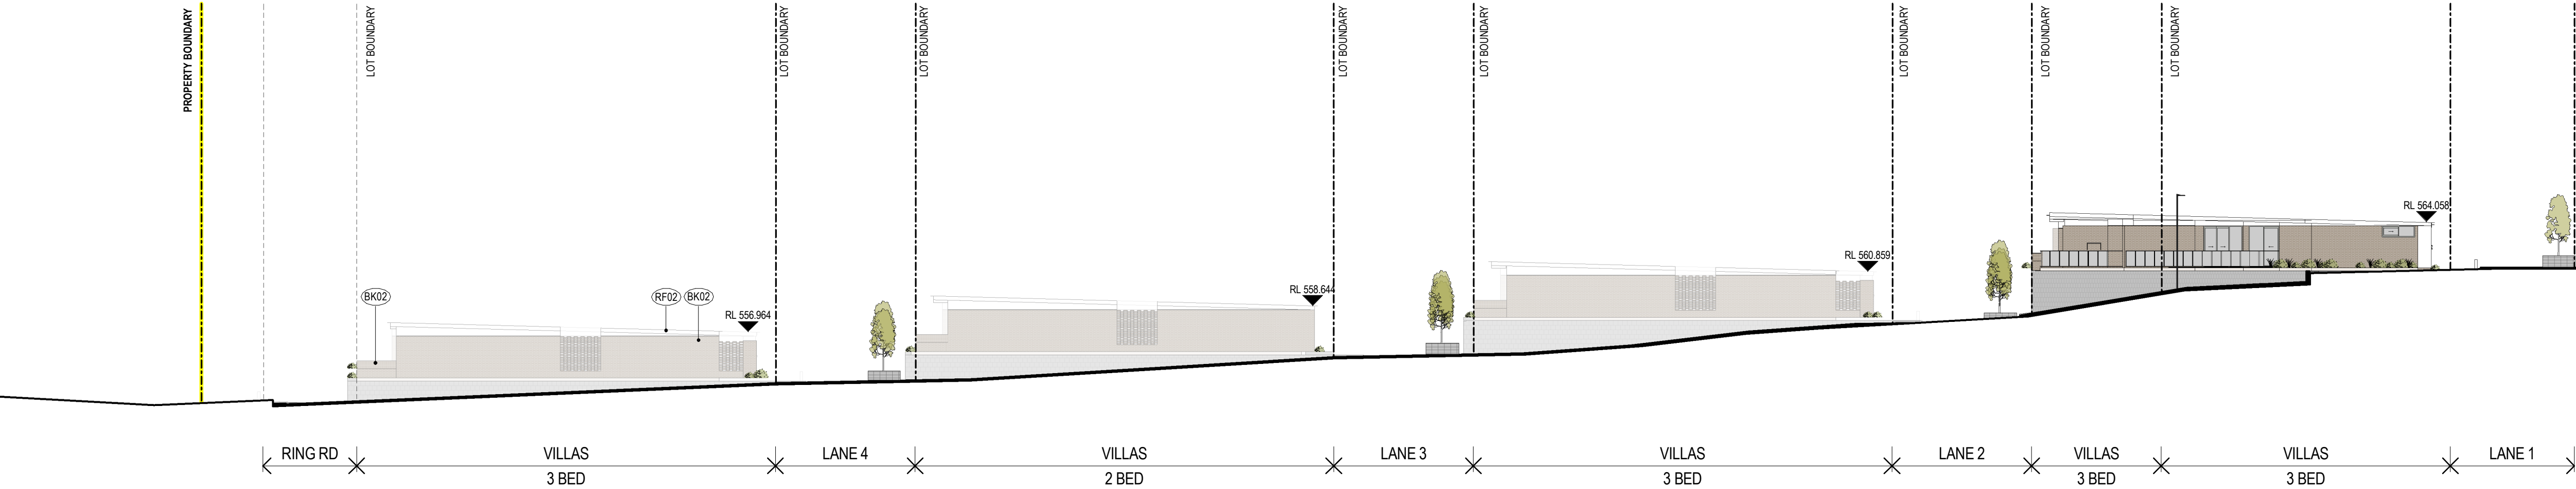 PROPERTY BOUNDARY
LOT BOUNDARY
LOT BOUNDARY
LOT BOUNDARY
LOT BOUNDARY
LOT BOUNDARY
LOT BOUNDARY
LOT BOUNDARY
LOT BOUNDARY
RL 564.058
RL 560.859
RL 558.644
BK02
RF02
BK02
RL 556.964
RING RD
VILLAS
LANE 4
VILLAS
LANE 3
VILLAS
LANE 2
VILLAS
VILLAS
LANE 1
3 BED
2 BED
3 BED
3 BED
3 BED